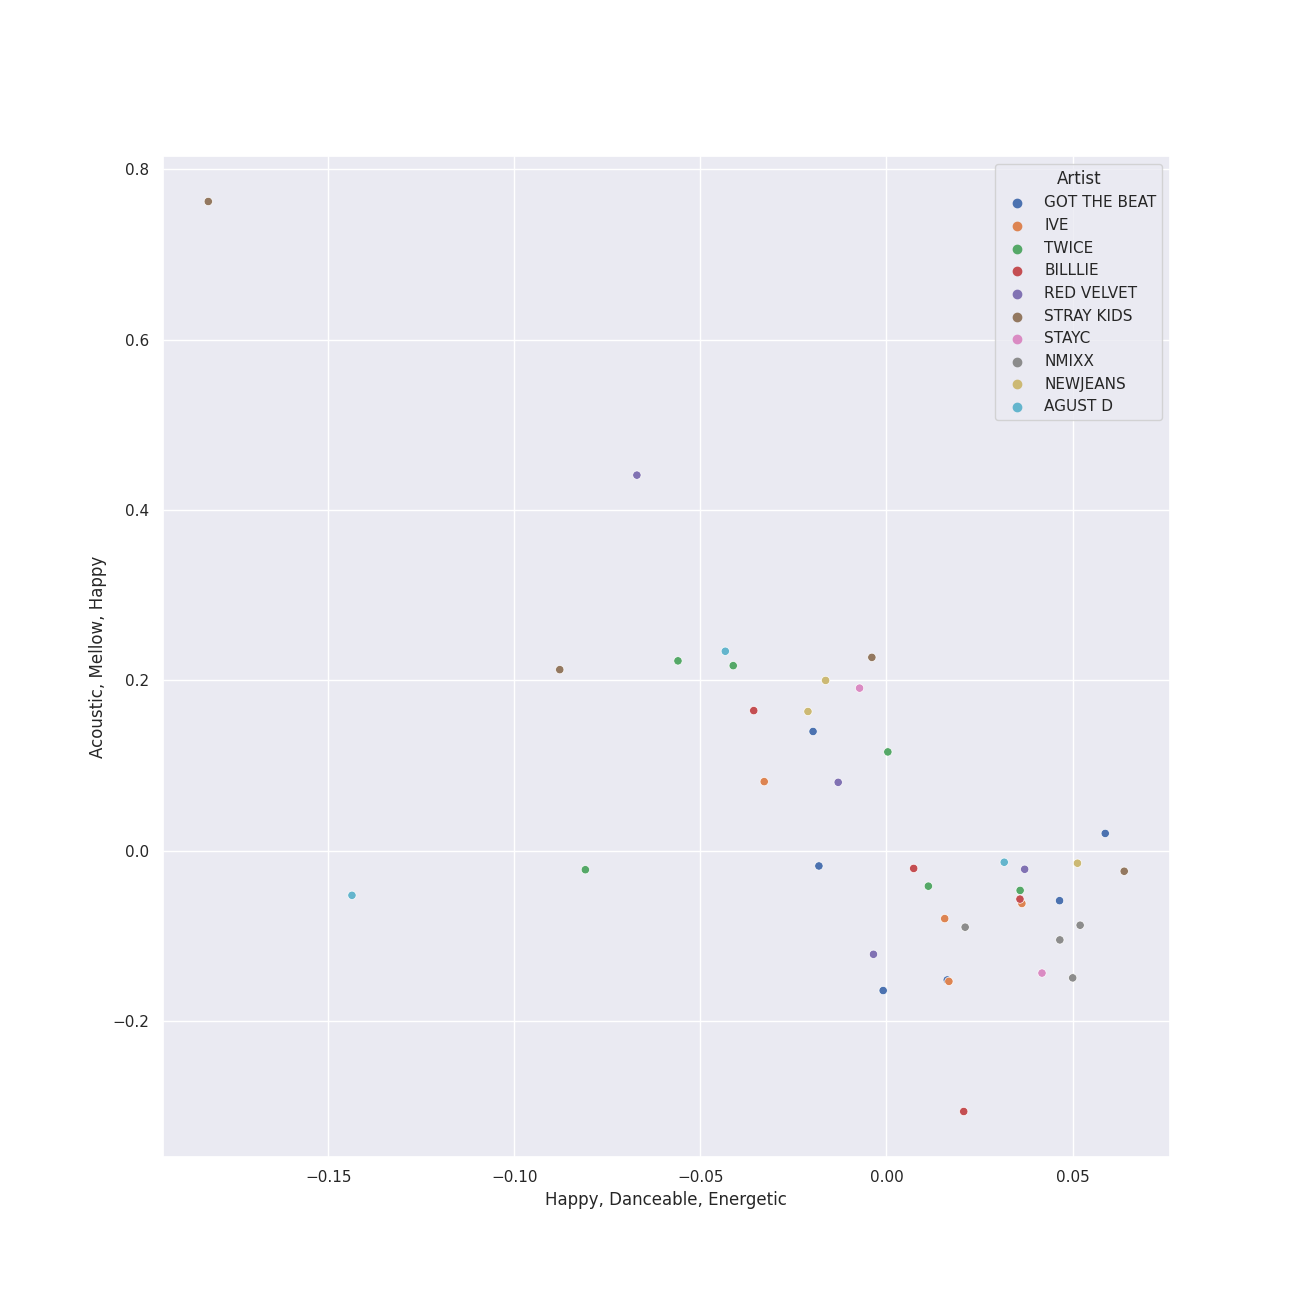 0.8
0.6
0.4
0.2
0.0
−0.2
Acoustic, Mellow, Happy
Artist
GOT THE BEAT
IVE
TWICE
BILLLIE
RED VELVET
STRAY KIDS
STAYC
NMIXX
NEWJEANS
AGUST D
−0.15 −0.10 −0.05 0.00 0.05
Happy, Danceable, Energetic